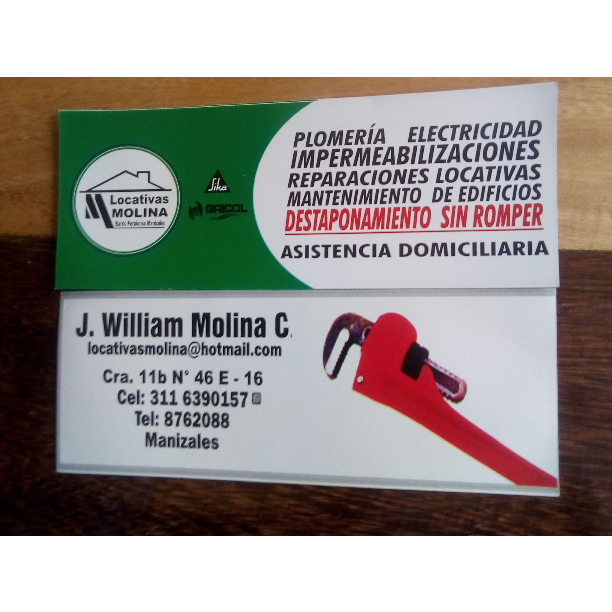 Locativas
MOLINA
Sika
GRICOL
PLOMERÍA ELECTRICIDAD
IMPERMEABILIZACIONES
REPARACIONES LOCATIVAS
MANTENIMIENTO DE EDIFICIOS
DESTAPONAMIENTO SIN ROMPER
ASISTENCIA DOMICILIARIA
J. William Molina C.
locativasmolina@hotmail.com
Cra. 11b N° 46 E - 16
Cel: 311 6390157
Tel: 8762088
Manizales